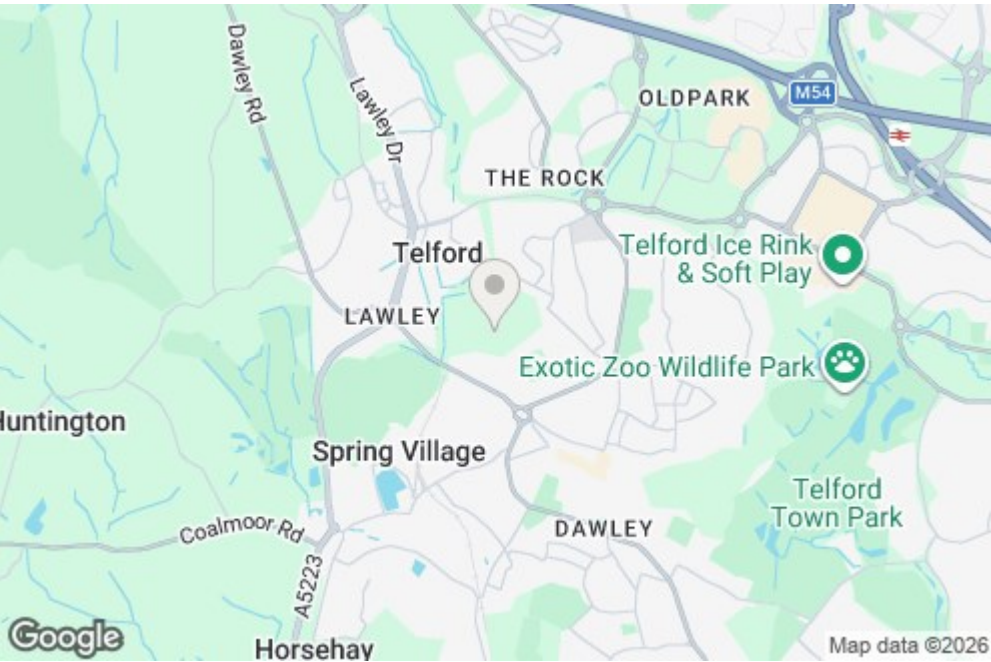 Dawley Rd
Lawley Dr
OLDPARK
M54
THE ROCK
Telford
Telford Ice Rink
& Soft Play
LAWLEY
Exotic Zoo Wildlife Park
Huntington
Spring Village
Telford
Town Park
Coalmoor Rd
DAWLEY
A5223
Horsehay
Google
Map data ©2026